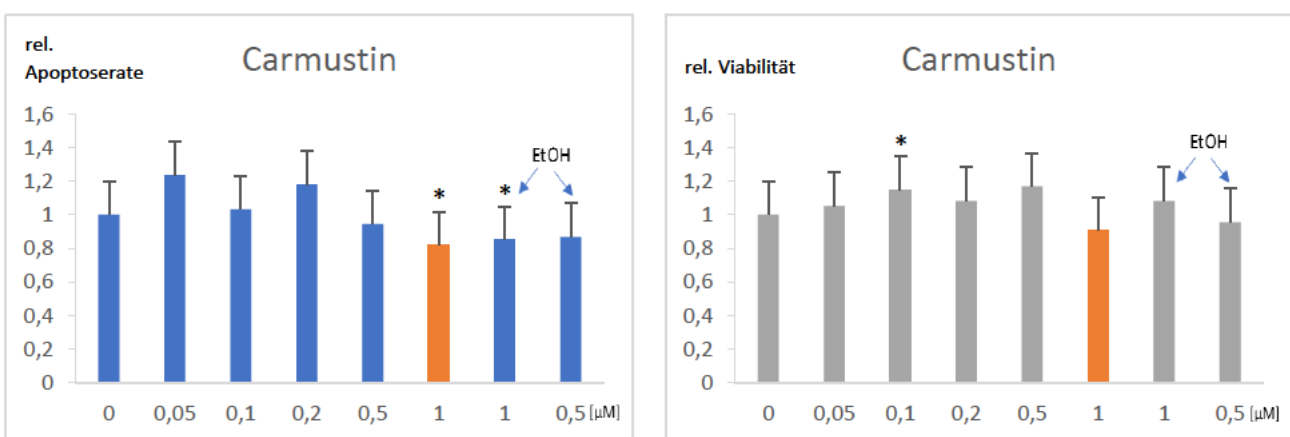 rel.
Apoptoserate
Carmustin
1,6
1,4
1,2
1
0,8
0,6
0,4
0,2
0
* * EtOH
0 0,05 0,1 0,2 0,5 1 1 0,5 [µM]
rel. Viabilität
Carmustin
1,6
1,4
1,2
1
0,8
0,6
0,4
0,2
0
* EtOH
0 0,05 0,1 0,2 0,5 1 1 0,5 [µM]